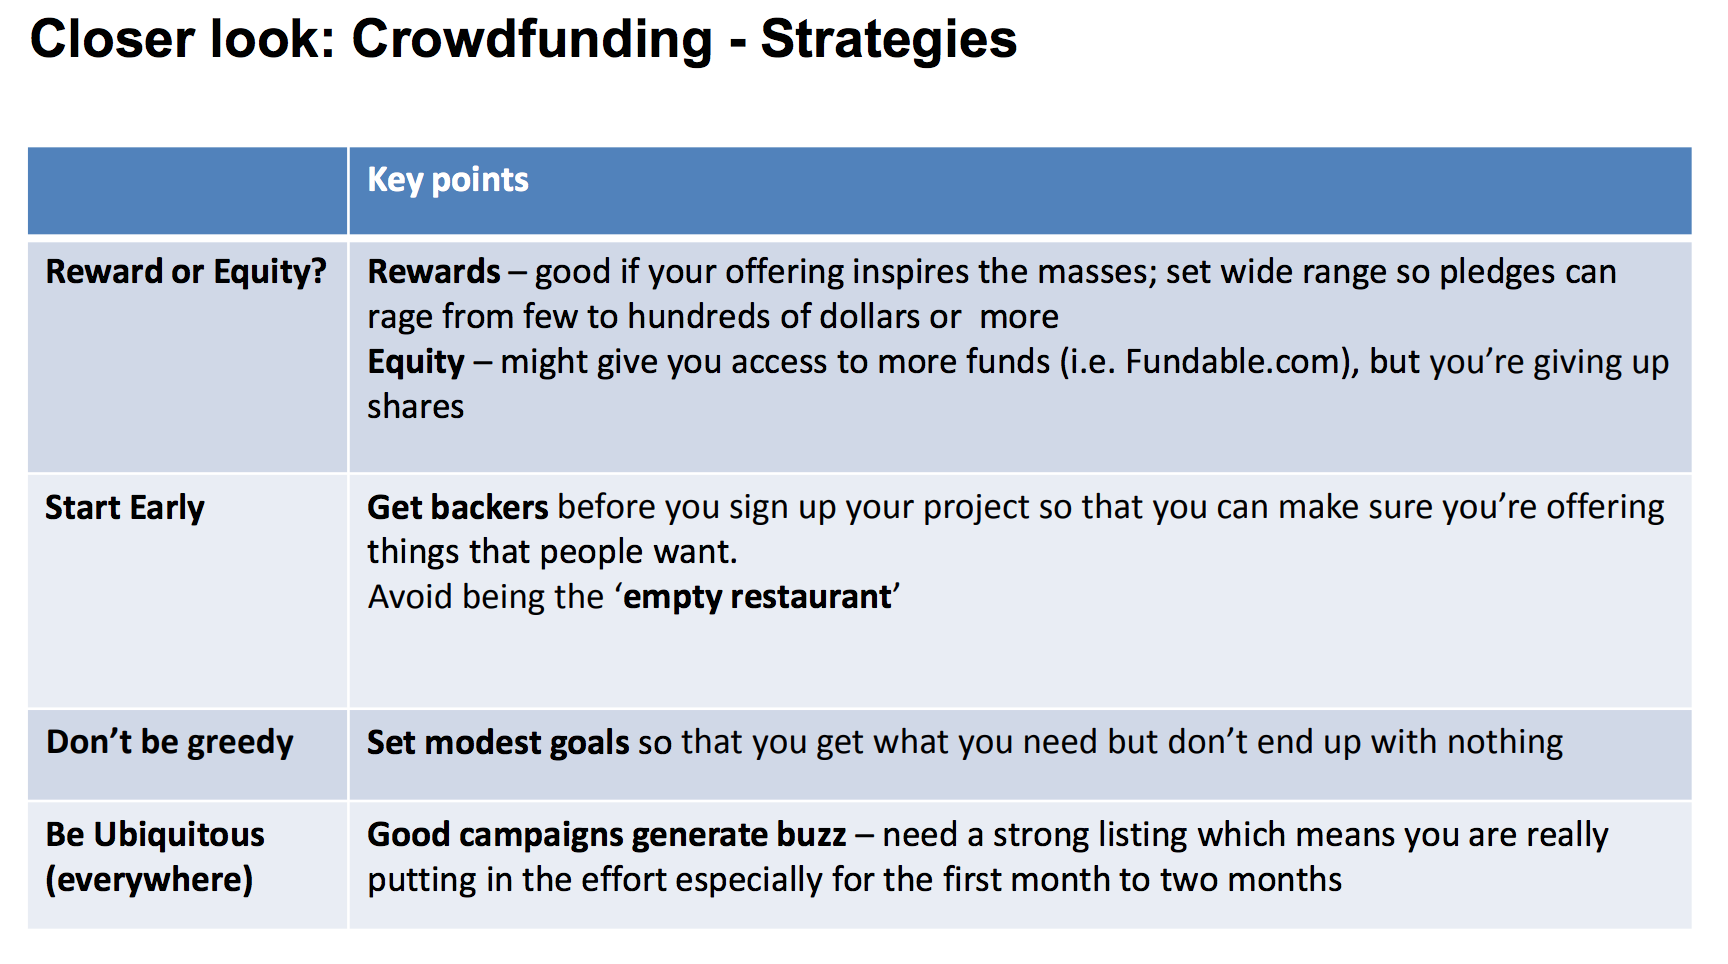 Closer look: Crowdfunding - Strategies
Key points
Reward or Equity?
Rewards – good if your offering inspires the masses; set wide range so pledges can
rage from few to hundreds of dollars or  more
Equity – might give you access to more funds (i.e. Fundable.com), but you’re giving up
shares
Start Early
Get backers before you sign up your project so that you can make sure you’re offering
things that people want.
Avoid being the ‘empty restaurant’
Don’t be greedy
Set modest goals so that you get what you need but don’t end up with nothing
Be Ubiquitous
(everywhere)
Good campaigns generate buzz – need a strong listing which means you are really
putting in the effort especially for the first month to two months